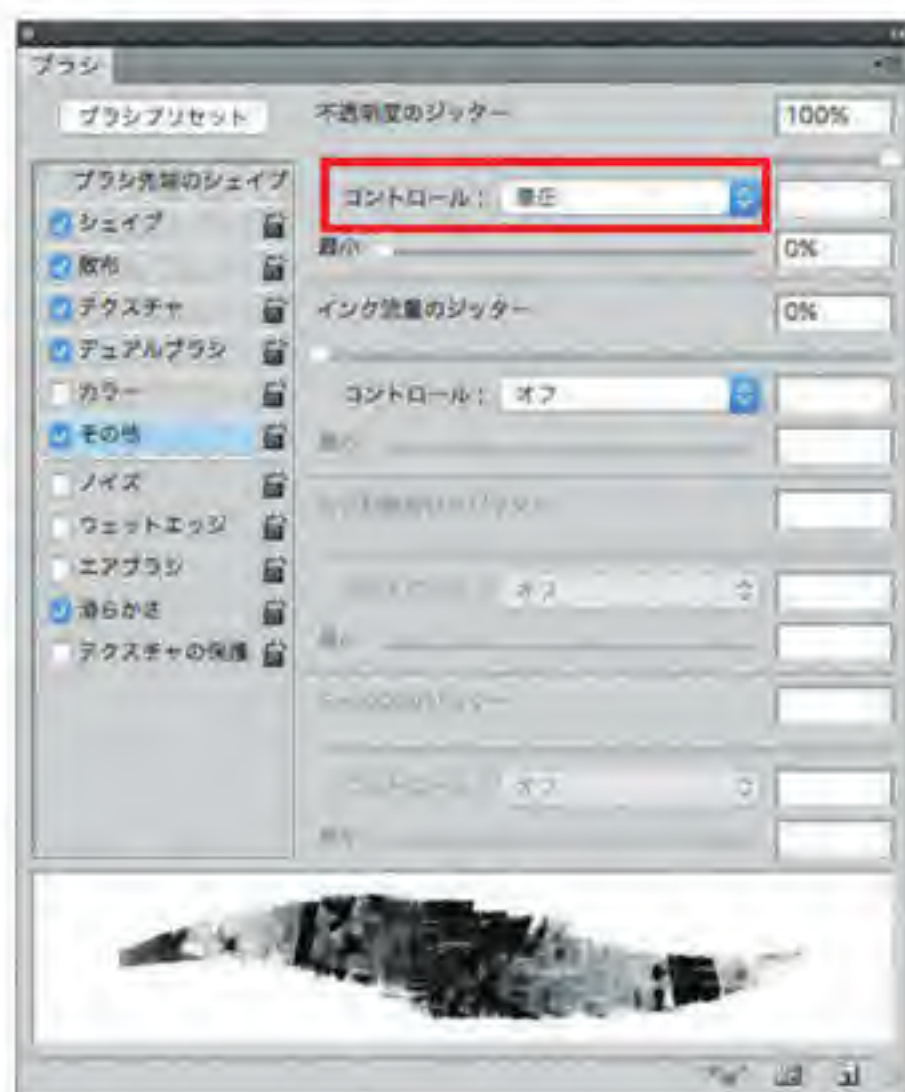 ブラシ
ブラシプリセット
不透明度のジッター
100%
ブラシ先端のシェイプ
コントロール： 筆圧
シェイプ
最小
0%
散布
テクスチャ
インク流量のジッター
0%
デュアルブラシ
カラー
コントロール： オフ
その他
最小
ノイズ
ウェットエッジ
エアブラシ
オフ
滑らかさ
最小
テクスチャの保護
オフ
最小